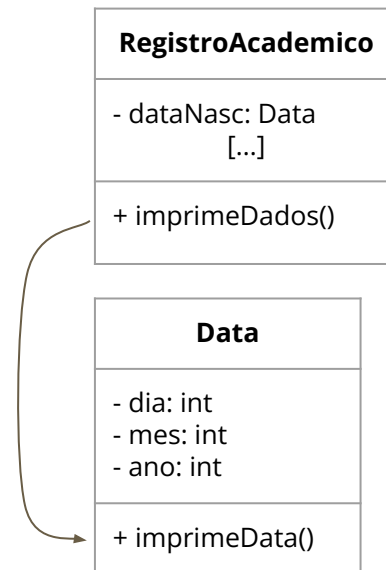 RegistroAcademico
- dataNasc: Data
[...]
+ imprimeDados()
Data
- dia: int
- mes: int
- ano: int
+ imprimeData()